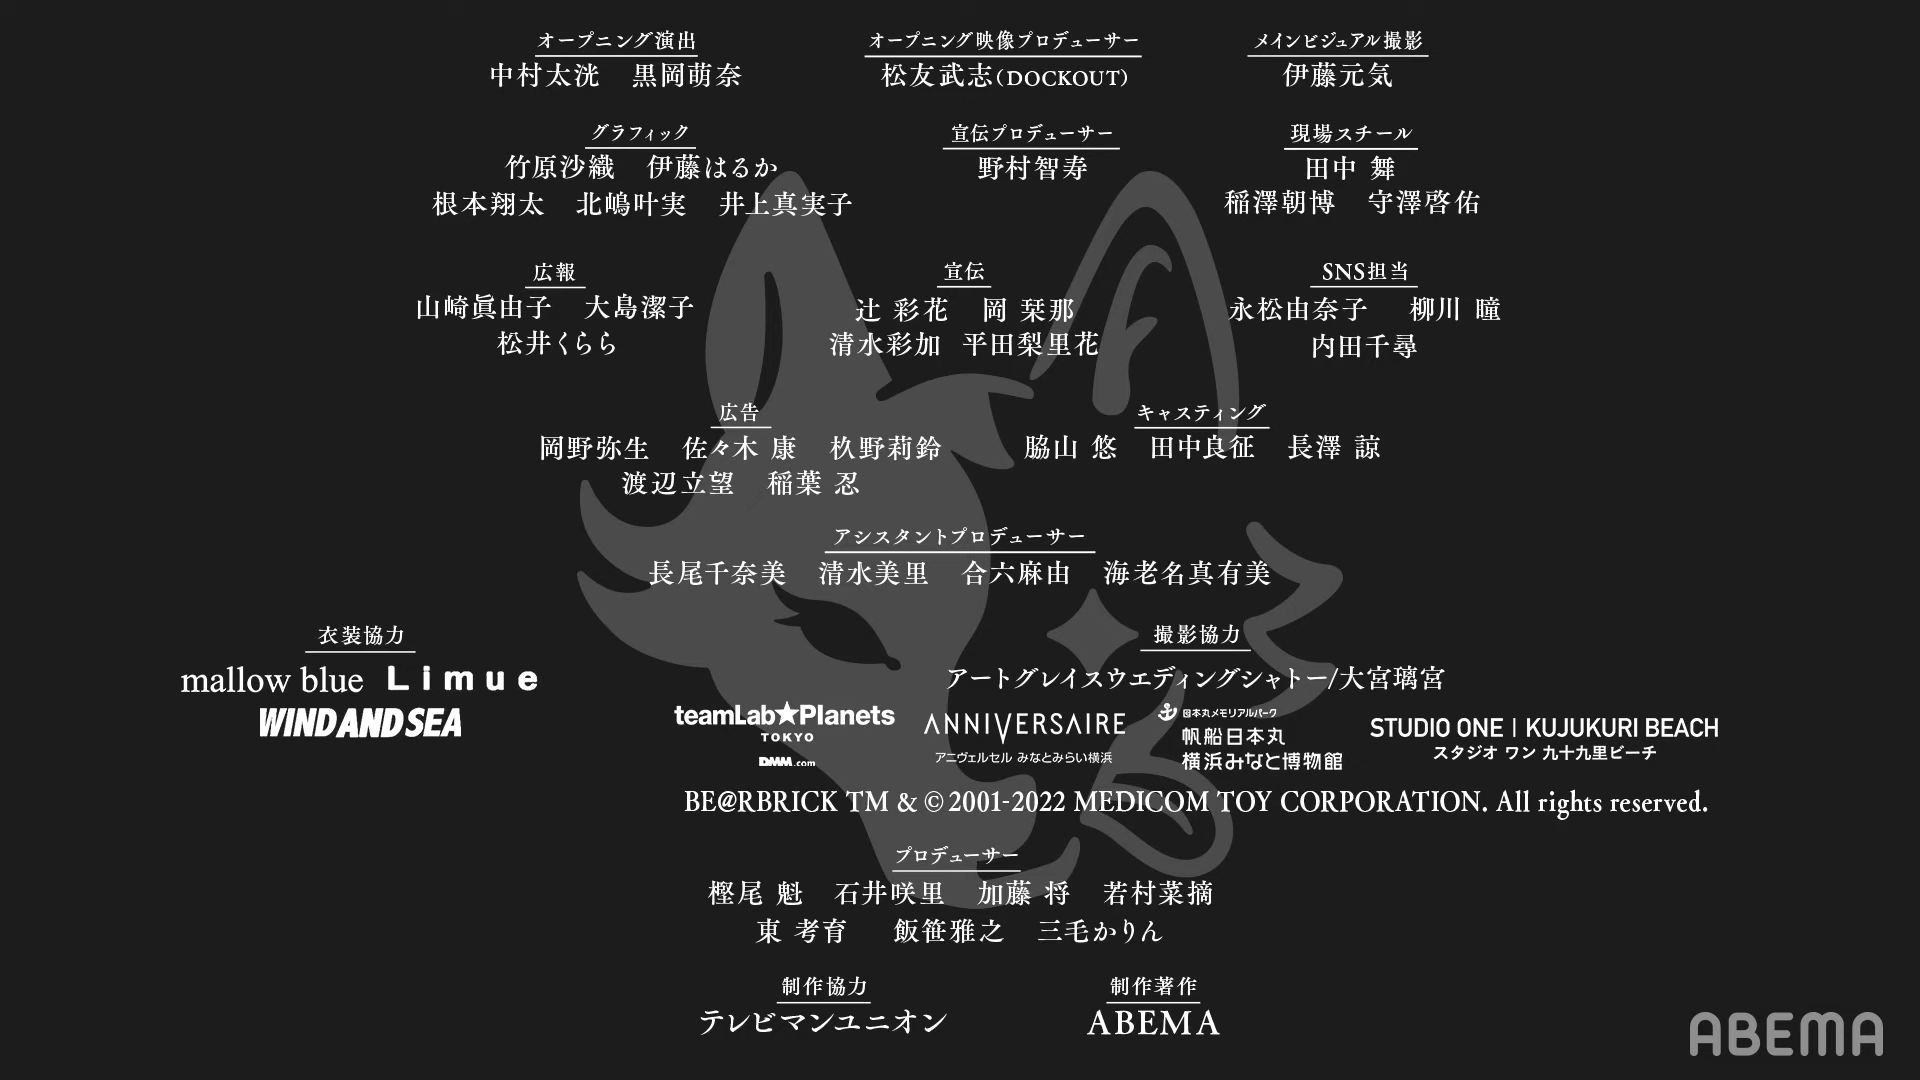 オープニング演出
中村太洸 黒岡萌奈
オープニング映像プロデューサー
松友武志(DOCKOUT)
メインビジュアル撮影
伊藤元気
グラフィック
竹原沙織 伊藤はるか
根本翔太 北嶋叶実 井上真実子
宣伝プロデューサー
野村智寿
現場スチール
田中 舞
稲澤朝博 守澤啓佑
広報
山崎眞由子 大島潔子
松井くらら
宣伝
辻 彩花 岡 栞那
清水彩加 平田梨里花
SNS担当
永松由奈子 柳川 瞳
内田千尋
広告
岡野弥生 佐々木 康 杦野莉鈴
渡辺立望 稲葉 忍
キャスティング
脇山 悠 田中良征 長澤 諒
アシスタントプロデューサー
長尾千奈美 清水美里 合六麻由 海老名真有美
衣装協力
mallow blue Limue
WINDANDSEA
撮影協力
アートグレイスウエディングシャトー/大宮璃宮
teamLab★Planets
TOKYO
DMM.com
ANNIVERSAIRE
アニヴェルセル みなとみらい横浜
日本丸メモリアルパーク
帆船日本丸
横浜みなと博物館
STUDIO ONE | KUJUKURI BEACH
スタジオ ワン 九十九里ビーチ
BE@RBRICK TM & © 2001-2022 MEDICOM TOY CORPORATION. All rights reserved.
プロデューサー
樫尾 魁 石井咲里 加藤 将 若村菜摘
東 考育 飯笹雅之 三毛かりん
制作協力
テレビマンユニオン
制作著作
ABEMA
ABEMA